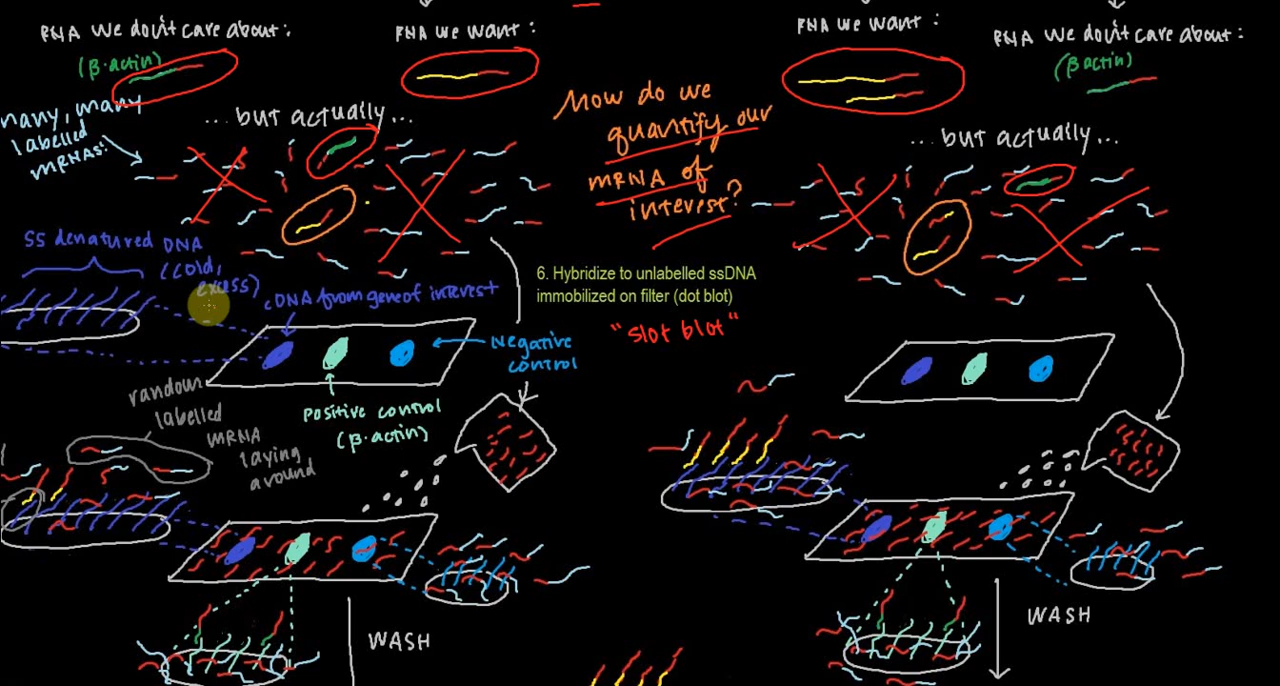 RNA We don't care about:
(β-actin)
RNA We want:
many, many
labelled
mRNAs:
...but actually...
How do we
quantify our
mRNA of
interest?
RNA we want:
RNA We don't care about:
(β actin)
...but actually...
SS denatured DNA
(cold,
excess)
cDNA from gene of interest
6. Hybridize to unlabelled ssDNA
immobilized on filter (dot blot)
"slot blot"
Negative
control
Positive control
(β-actin)
random
labelled
mRNA
laying
around
WASH
WASH